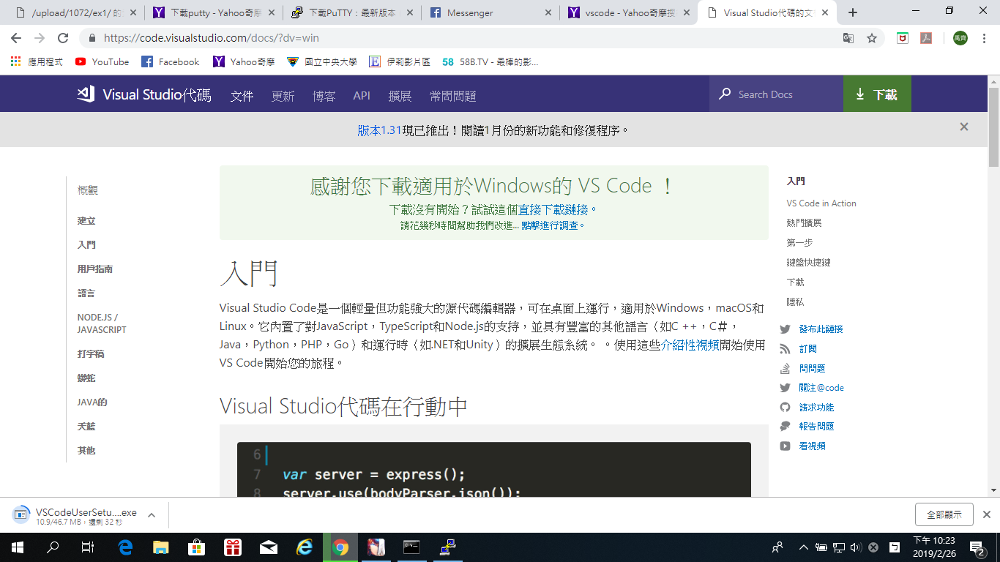 /upload/1072/ex1/ 的
下載putty - Yahoo奇摩
下載PuTTY：最新版本
Messenger
vscode - Yahoo奇摩搜
Visual Studio代碼的文
https://code.visualstudio.com/docs/?dv=win
應用程式
YouTube
Facebook
Yahoo奇摩
國立中央大學
伊莉影片區
58 58B.TV - 最棒的影...
Visual Studio代碼
文件
更新
博客
API
擴展
常問問題
Search Docs
下載
版本1.31現已推出！閱讀1月份的新功能和修復程序。
概觀
建立
入門
用戶指南
語言
NODEJS /
JAVASCRIPT
打字稿
蟒蛇
JAVA的
天藍
其他
感謝您下載適用於Windows的 VS Code ！
下載沒有開始？試試這個直接下載鏈接。
請花幾秒時間幫助我們改進... 點擊進行調查。
入門
Visual Studio Code是一個輕量但功能強大的源代碼編輯器，可在桌面上運行，適用於Windows，macOS和
Linux。它內置了對JavaScript，TypeScript和Node.js的支持，並具有豐富的其他語言（如C ++，C＃，
Java，Python，PHP，Go）和運行時（如.NET和Unity）的擴展生態系統。 。使用這些介紹性視頻開始使用
VS Code開始您的旅程。
Visual Studio代碼在行動中
6
7 var server = express();
8 server.use(bodyParser.json());
入門
VS Code in Action
熱門擴展
第一步
鍵盤快捷鍵
下載
隱私
發布此鏈接
訂閱
問問題
關注@code
請求功能
報告問題
看視頻
VSCodeUserSetu....exe
10.9/46.7 MB，還剩 32 秒
全部顯示
下午 10:23
2019/2/26
2